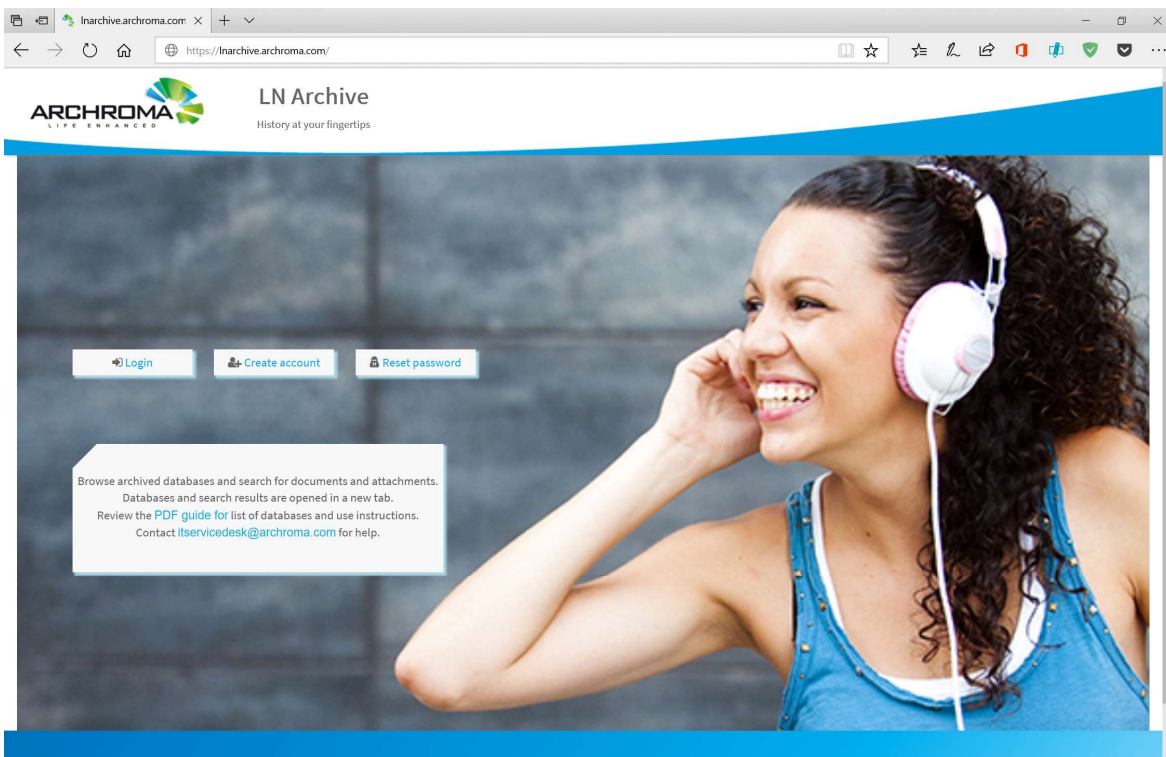 lnarchive.archroma.com
https://lnarchive.archroma.com/
ARCHROMA
LIFE ENHANCED
LN Archive
History at your fingertips
Login
Create account
Reset password
Browse archived databases and search for documents and attachments.
Databases and search results are opened in a new tab.
Review the PDF guide for list of databases and use instructions.
Contact itservicedesk@archroma.com for help.